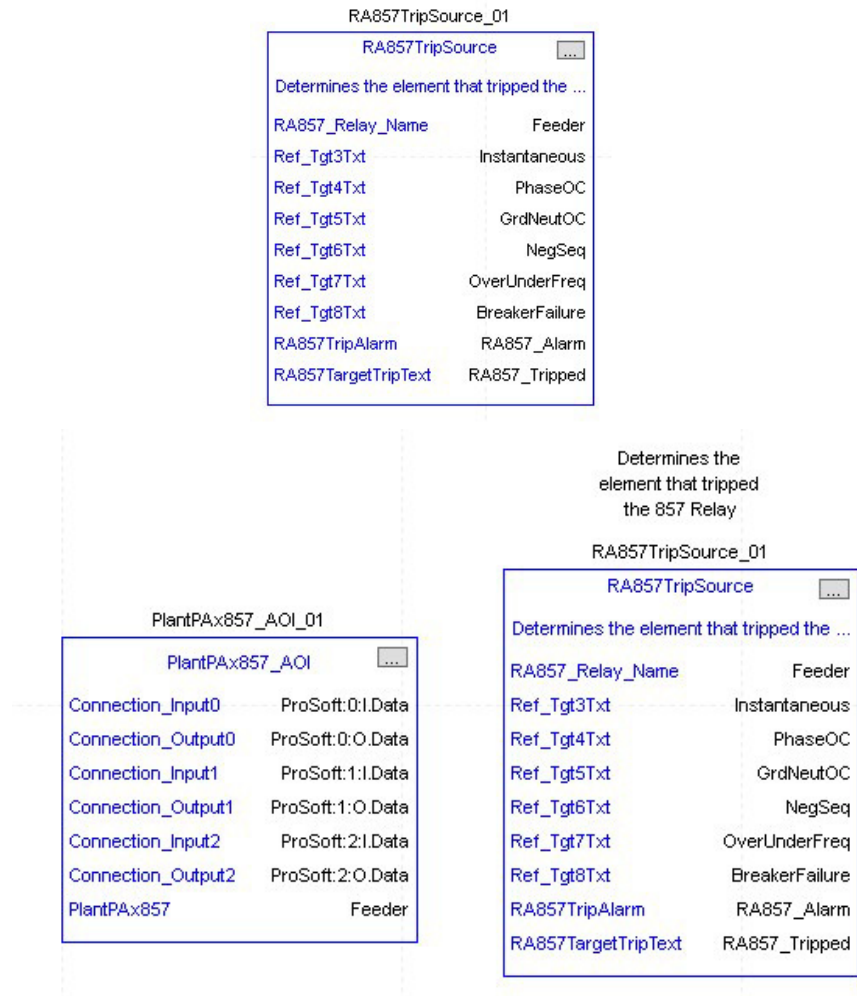 RA857TripSource_01
RA857TripSource ...
Determines the element that tripped the ...
RA857_Relay_Name Feeder
Ref_Tgt3Txt Instantaneous
Ref_Tgt4Txt PhaseOC
Ref_Tgt5Txt GrdNeutOC
Ref_Tgt6Txt NegSeq
Ref_Tgt7Txt OverUnderFreq
Ref_Tgt8Txt BreakerFailure
RA857TripAlarm RA857_Alarm
RA857TargetTripText RA857_Tripped
PlantPAx857_AOI_01
PlantPAx857_AOI ...
Connection_Input0 ProSoft:0:I.Data
Connection_Output0 ProSoft:0:O.Data
Connection_Input1 ProSoft:1:I.Data
Connection_Output1 ProSoft:1:O.Data
Connection_Input2 ProSoft:2:I.Data
Connection_Output2 ProSoft:2:O.Data
PlantPAx857 Feeder
Determines the
element that tripped
the 857 Relay
RA857TripSource_01
RA857TripSource ...
Determines the element that tripped the ...
RA857_Relay_Name Feeder
Ref_Tgt3Txt Instantaneous
Ref_Tgt4Txt PhaseOC
Ref_Tgt5Txt GrdNeutOC
Ref_Tgt6Txt NegSeq
Ref_Tgt7Txt OverUnderFreq
Ref_Tgt8Txt BreakerFailure
RA857TripAlarm RA857_Alarm
RA857TargetTripText RA857_Tripped